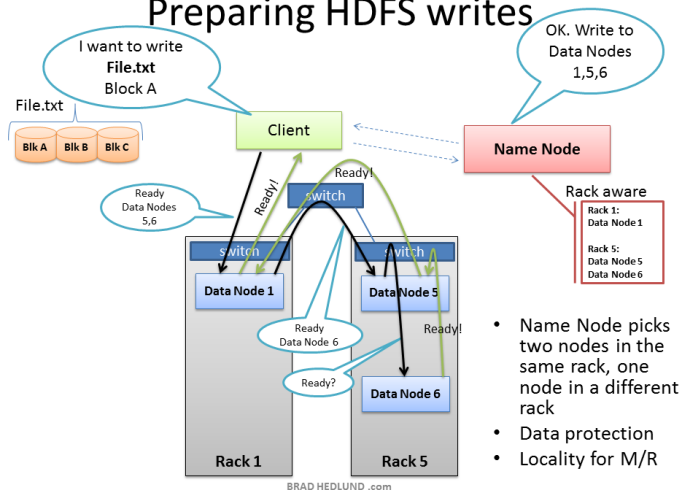 Preparing HDFS writes
I want to write
File.txt
Block A
OK. Write to
Data Nodes
1,5,6
File.txt
Blk A Blk B Blk C
Client
Name Node
Ready!
Ready!
switch
Rack aware
Rack 1:
Data Node 1
Rack 5:
Data Node 5
Data Node 6
Ready
Data Nodes
5,6
switch
switch
Data Node 1
Data Node 5
Ready
Data Node 6
Ready!
Ready?
Data Node 6
Rack 1
Rack 5
• Name Node picks
two nodes in the
same rack, one
node in a different
rack
• Data protection
• Locality for M/R
BRAD HEDLUND .com